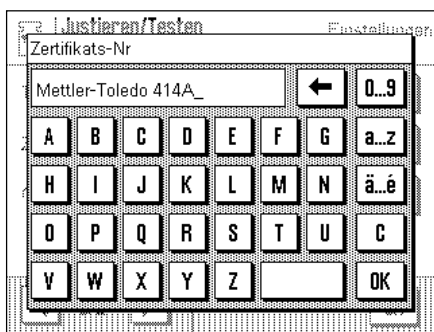 Justieren/Testen Einstellungen
Zertifikats-Nr
Mettler-Toledo 414A_ ← 0...9
A B C D E F G a...z
H I J K L M N ä...é
O P Q R S T U C
V W X Y Z OK